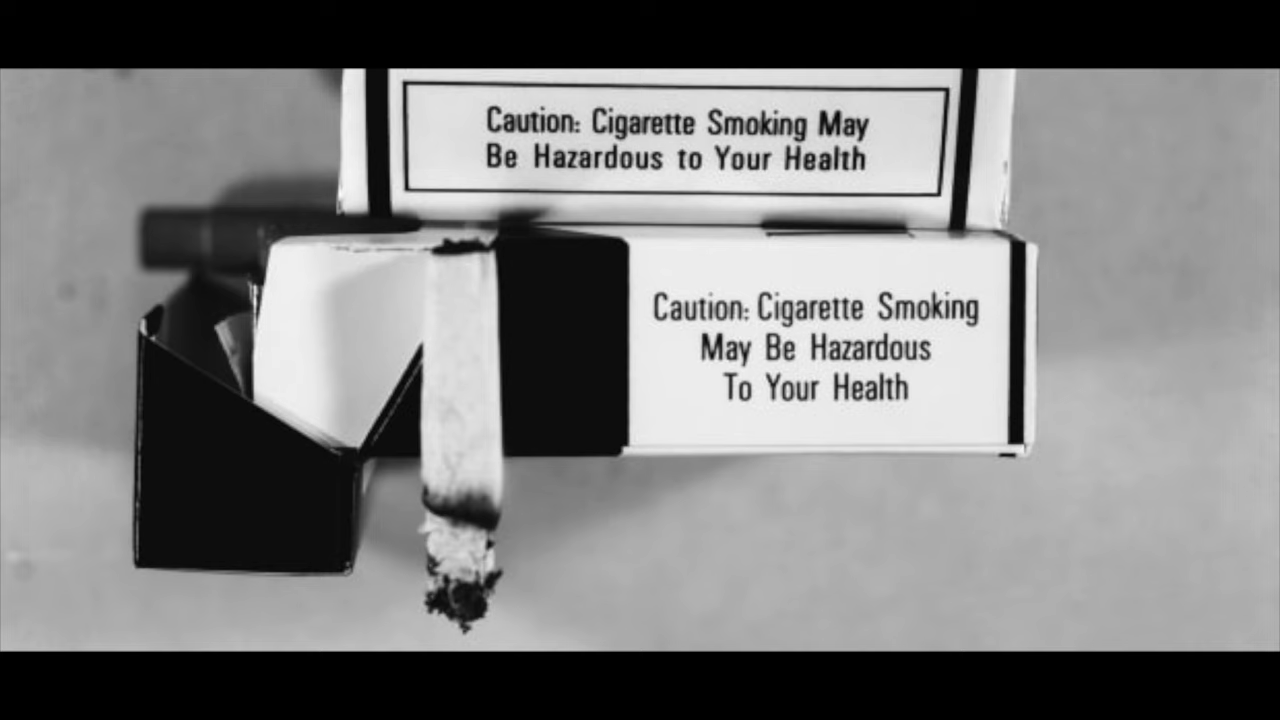 Caution: Cigarette Smoking May
Be Hazardous to Your Health
Caution: Cigarette Smoking
May Be Hazardous
To Your Health